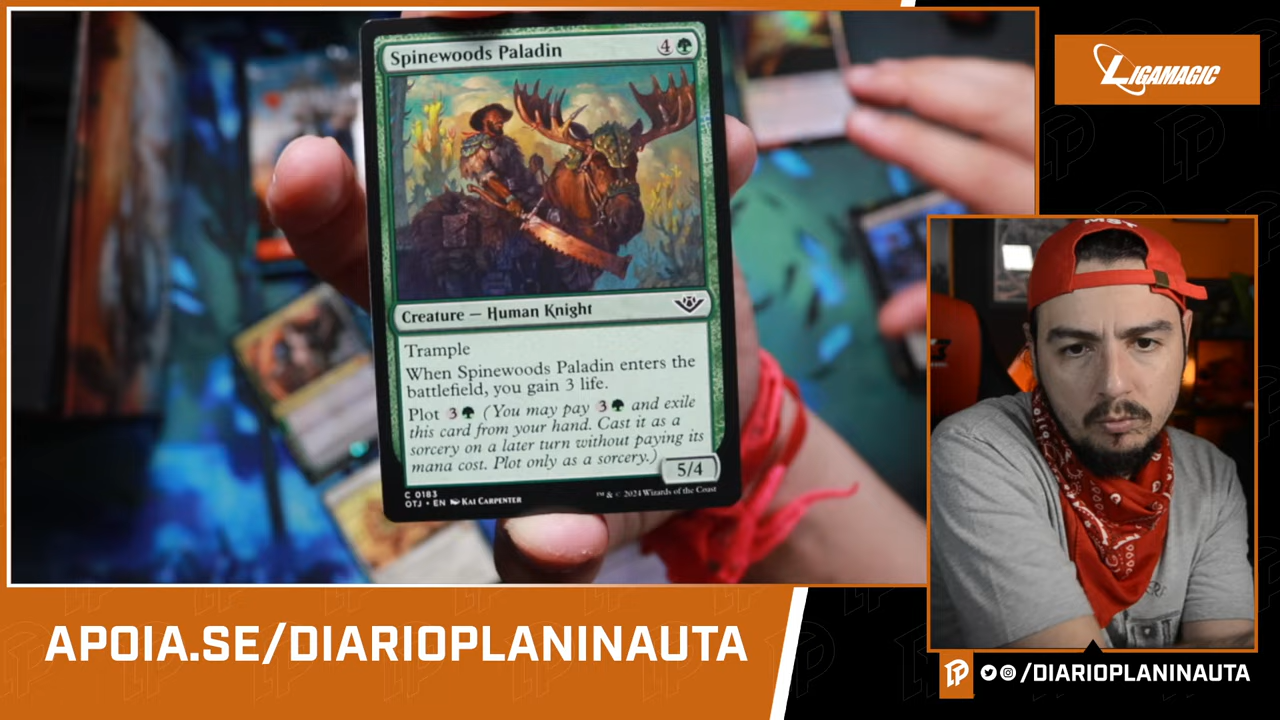 Spinewoods Paladin 4
Creature — Human Knight
Trample
When Spinewoods Paladin enters the
battlefield, you gain 3 life.
Plot 3 (You may pay 3 and exile
this card from your hand. Cast it as a
sorcery on a later turn without paying its
mana cost. Plot only as a sorcery.)
5/4
C 0183
OTJ • EN KAI CARPENTER
™ & © 2024 Wizards of the Coast
LIGAMAGIC
MST
APOIA.SE/DIARIOPLANINAUTA
/DIARIOPLANINAUTA